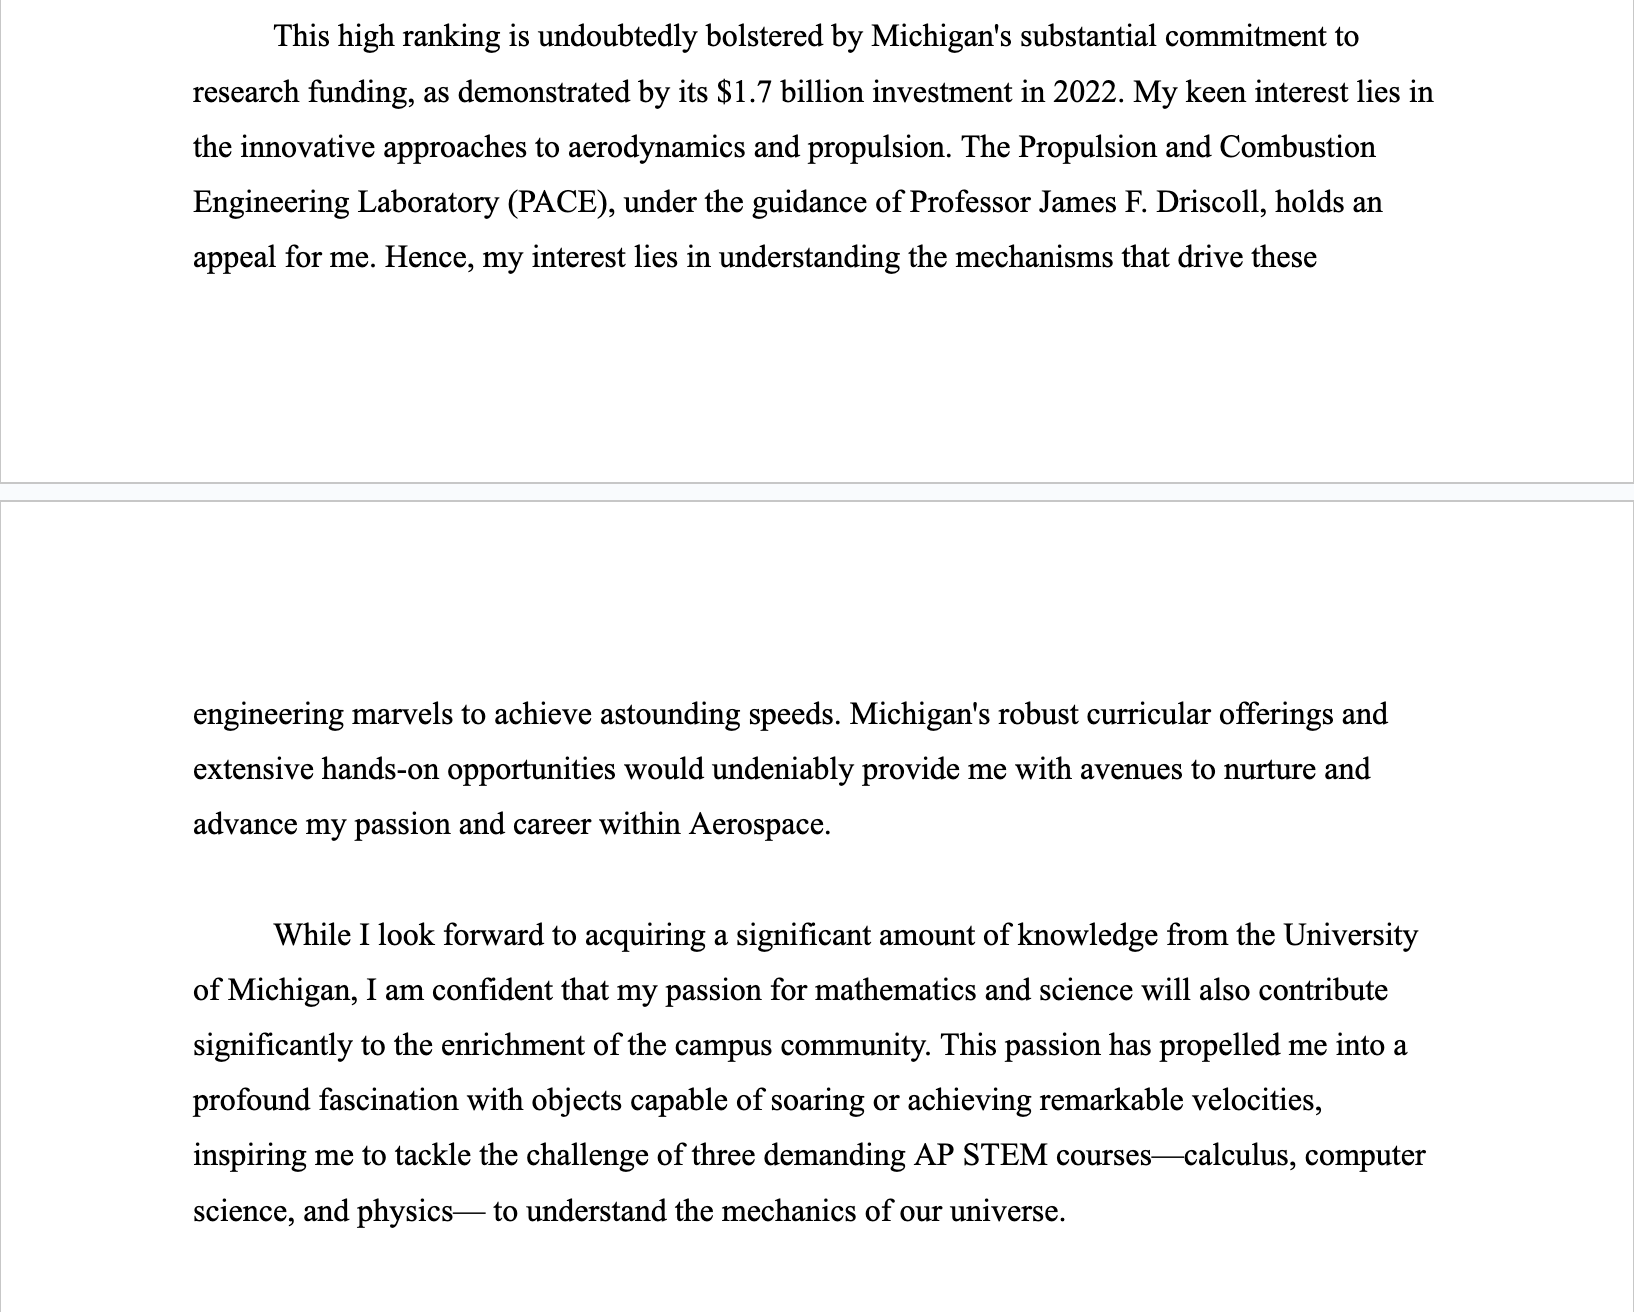 This high ranking is undoubtedly bolstered by Michigan's substantial commitment to
research funding, as demonstrated by its $1.7 billion investment in 2022. My keen interest lies in
the innovative approaches to aerodynamics and propulsion. The Propulsion and Combustion
Engineering Laboratory (PACE), under the guidance of Professor James F. Driscoll, holds an
appeal for me. Hence, my interest lies in understanding the mechanisms that drive these
engineering marvels to achieve astounding speeds. Michigan's robust curricular offerings and
extensive hands-on opportunities would undeniably provide me with avenues to nurture and
advance my passion and career within Aerospace.
While I look forward to acquiring a significant amount of knowledge from the University
of Michigan, I am confident that my passion for mathematics and science will also contribute
significantly to the enrichment of the campus community. This passion has propelled me into a
profound fascination with objects capable of soaring or achieving remarkable velocities,
inspiring me to tackle the challenge of three demanding AP STEM courses—calculus, computer
science, and physics— to understand the mechanics of our universe.